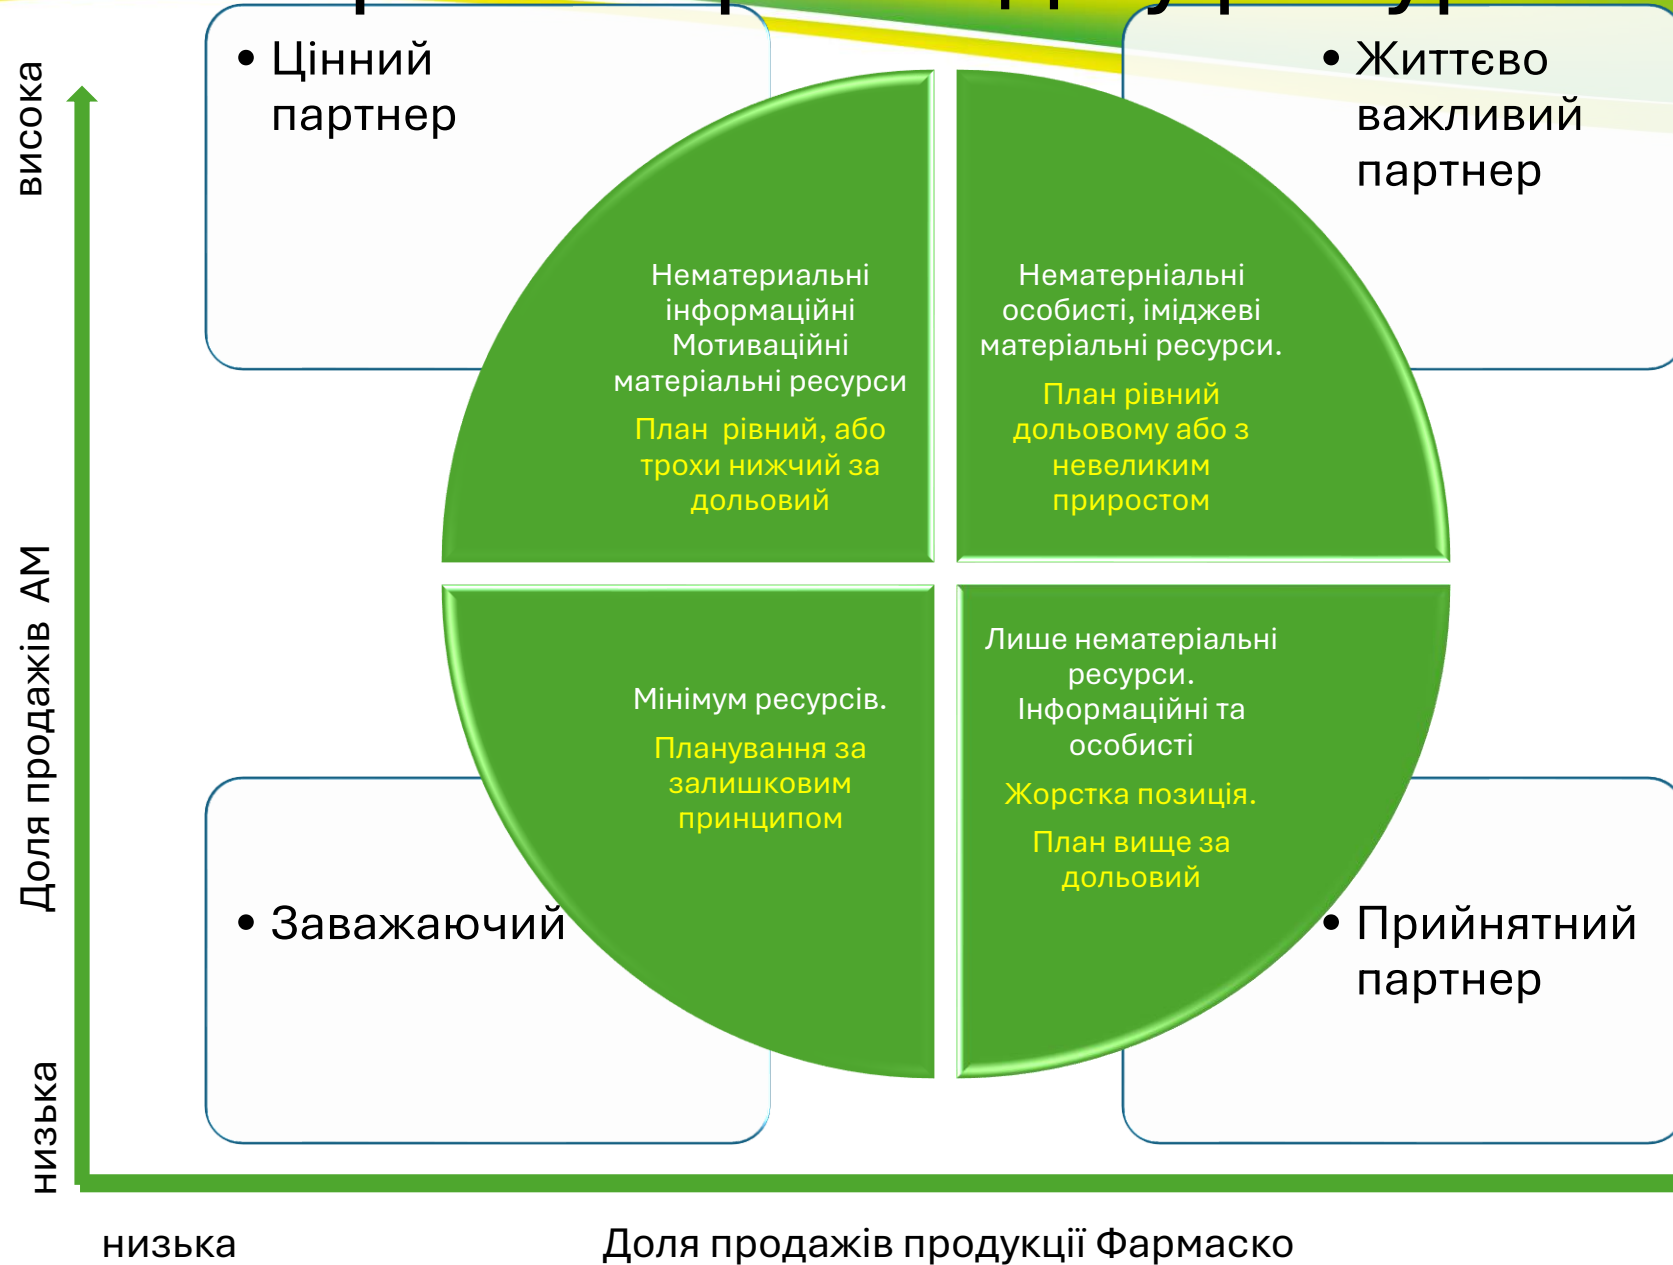 • Цінний
партнер
• Життєво
важливий
партнер
висока
Нематериальні
інформаційні
Мотиваційні
матеріальні ресурси
План рівний, або
трохи нижчий за
дольовий
Нематерніальні
особисті, іміджеві
матеріальні ресурси.
План рівний
дольовому або з
невеликим
приростом
Доля продажів АМ
Мінімум ресурсів.
Планування за
залишковим
принципом
Лише нематеріальні
ресурси.
Інформаційні та
особисті
Жорстка позиція.
План вище за
дольовий
• Заважаючий
• Прийнятний
партнер
низька
низька
Доля продажів продукції Фармаско